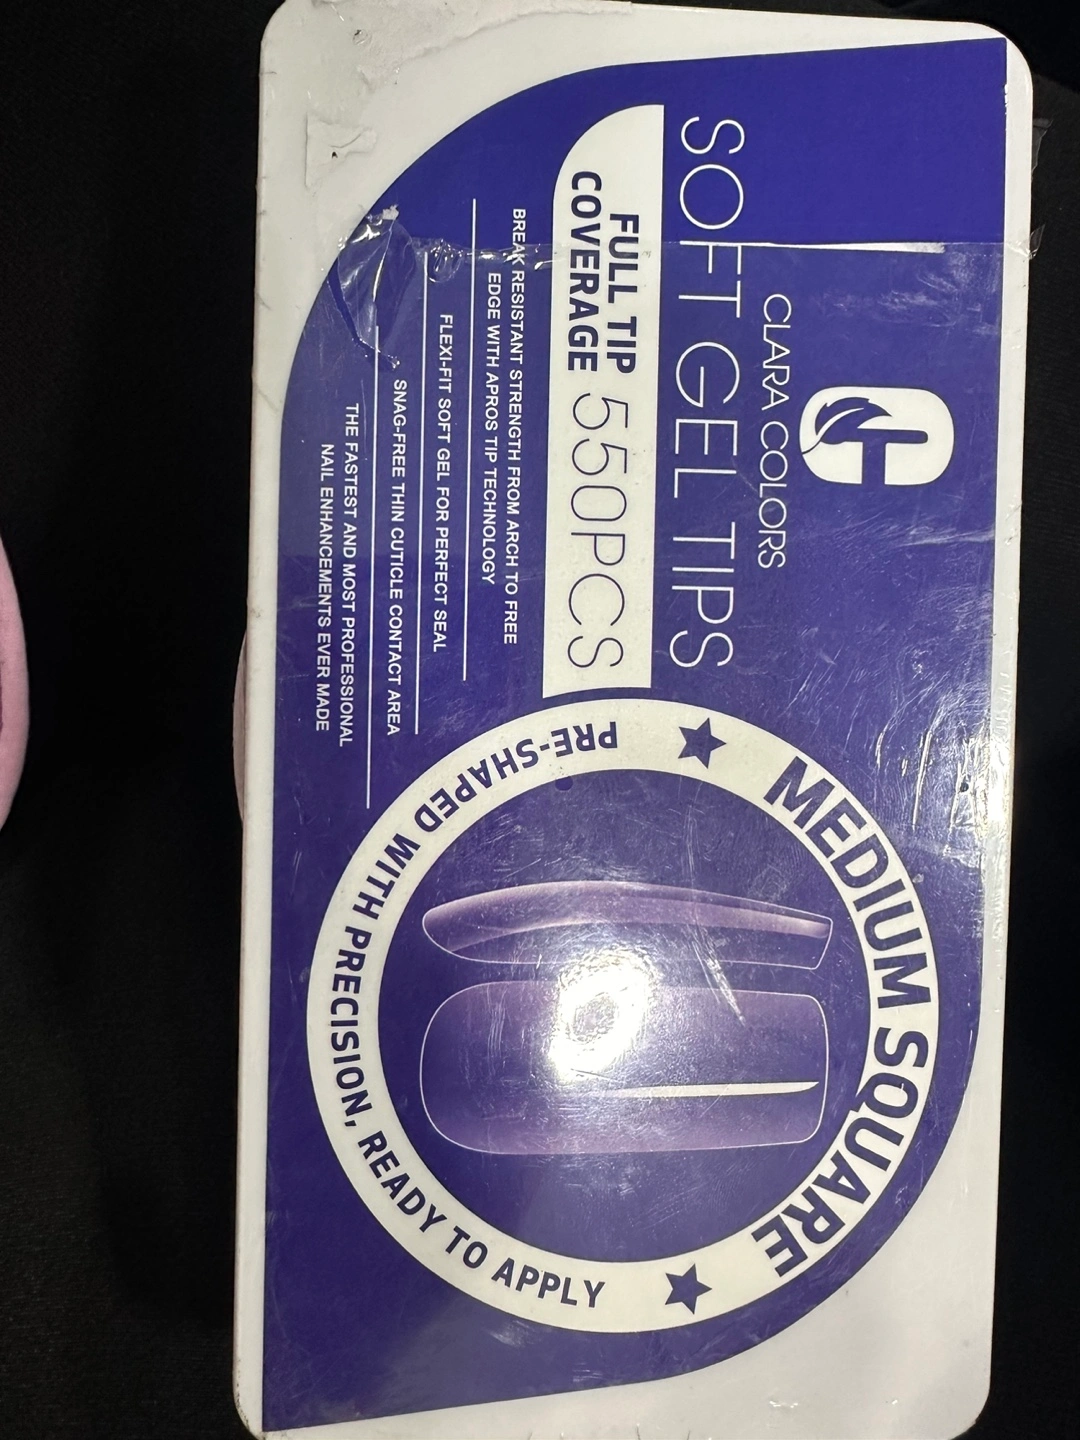 CLARA COLORS
SOFT GEL TIPS
FULL TIP
COVERAGE
550PCS
BREAK RESISTANT STRENGTH FROM ARCH TO FREE
EDGE WITH APROS TIP TECHNOLOGY
FLEXI-FIT SOFT GEL FOR PERFECT SEAL
SNAG-FREE THIN CUTICLE CONTACT AREA
THE FASTEST AND MOST PROFESSIONAL
NAIL ENHANCEMENTS EVER MADE
MEDIUM SQUARE
PRE-SHAPED WITH PRECISION, READY TO APPLY